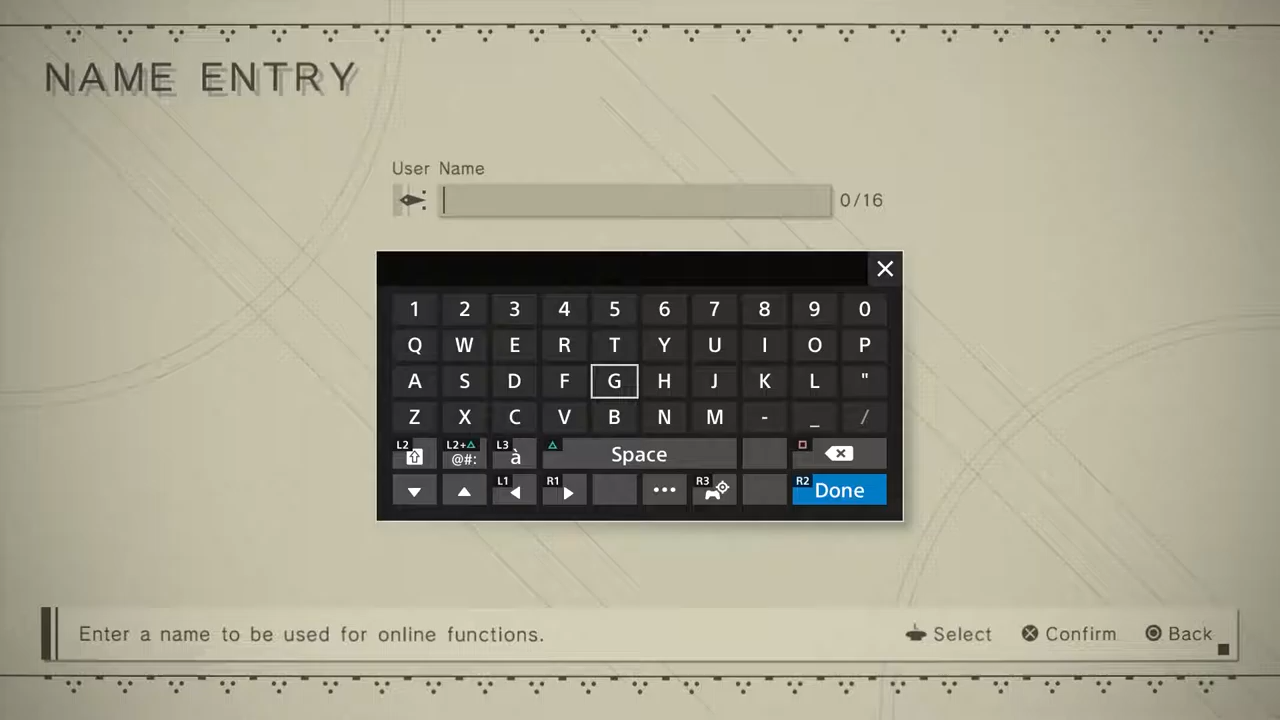 NAME ENTRY
User Name
0/16
1 2 3 4 5 6 7 8 9 0
Q W E R T Y U I O P
A S D F G H J K L "
Z X C V B N M - _ /
L2 L2+△ @#: L3 à △ Space □
L1 R1 ... R3 R2 Done
Enter a name to be used for online functions. Select Confirm Back